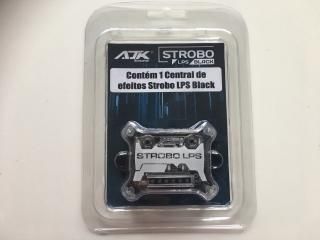 AJK
STROBO
LPS BLACK
Contém 1 Central de
efeitos Strobo LPS Black
STROBO LPS